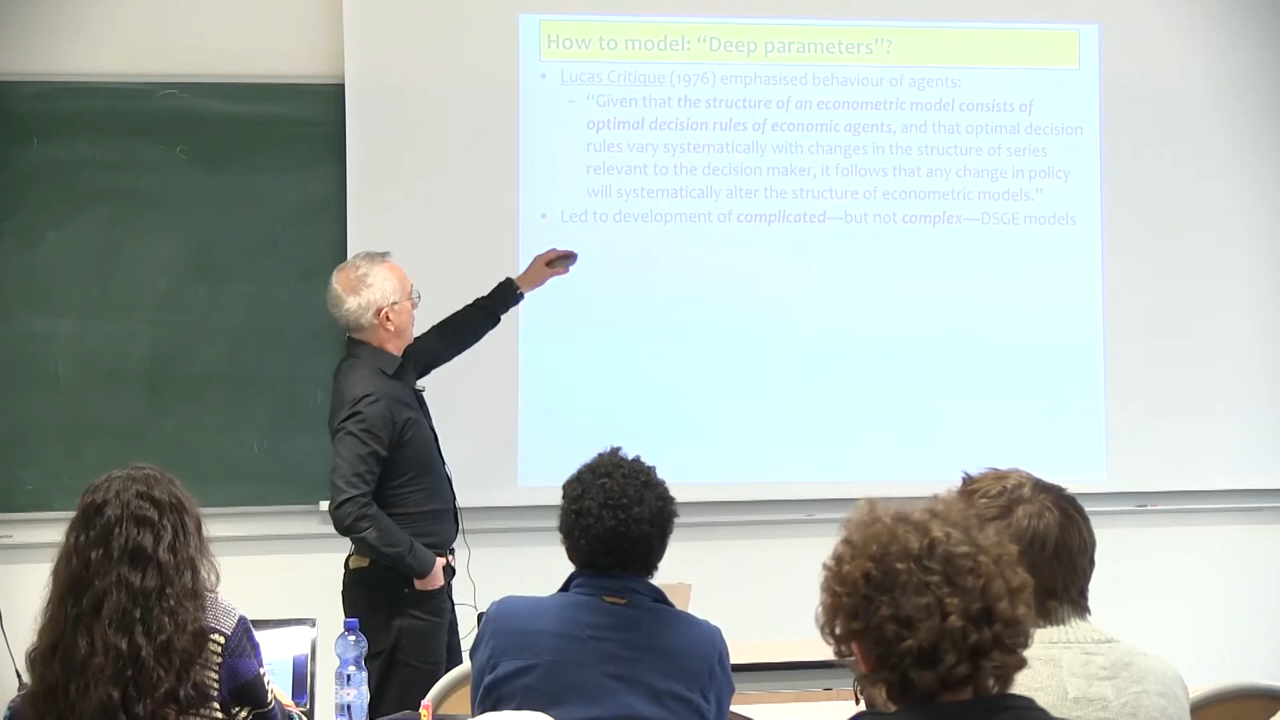 How to model: “Deep parameters”?
• Lucas Critique (1976) emphasised behaviour of agents:
– “Given that the structure of an econometric model consists of
optimal decision rules of economic agents, and that optimal decision
rules vary systematically with changes in the structure of series
relevant to the decision maker, it follows that any change in policy
will systematically alter the structure of econometric models.”
• Led to development of complicated—but not complex—DSGE models